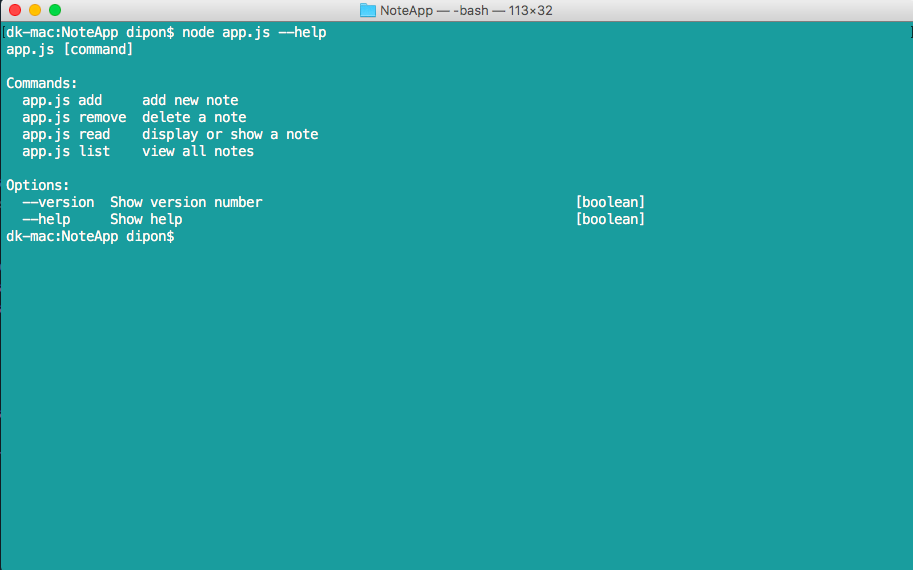 NoteApp — -bash — 113×32
dk-mac:NoteApp dipon$ node app.js --help
app.js [command]

Commands:
  app.js add     add new note
  app.js remove  delete a note
  app.js read    display or show a note
  app.js list    view all notes

Options:
  --version  Show version number                                       [boolean]
  --help     Show help                                                 [boolean]
dk-mac:NoteApp dipon$